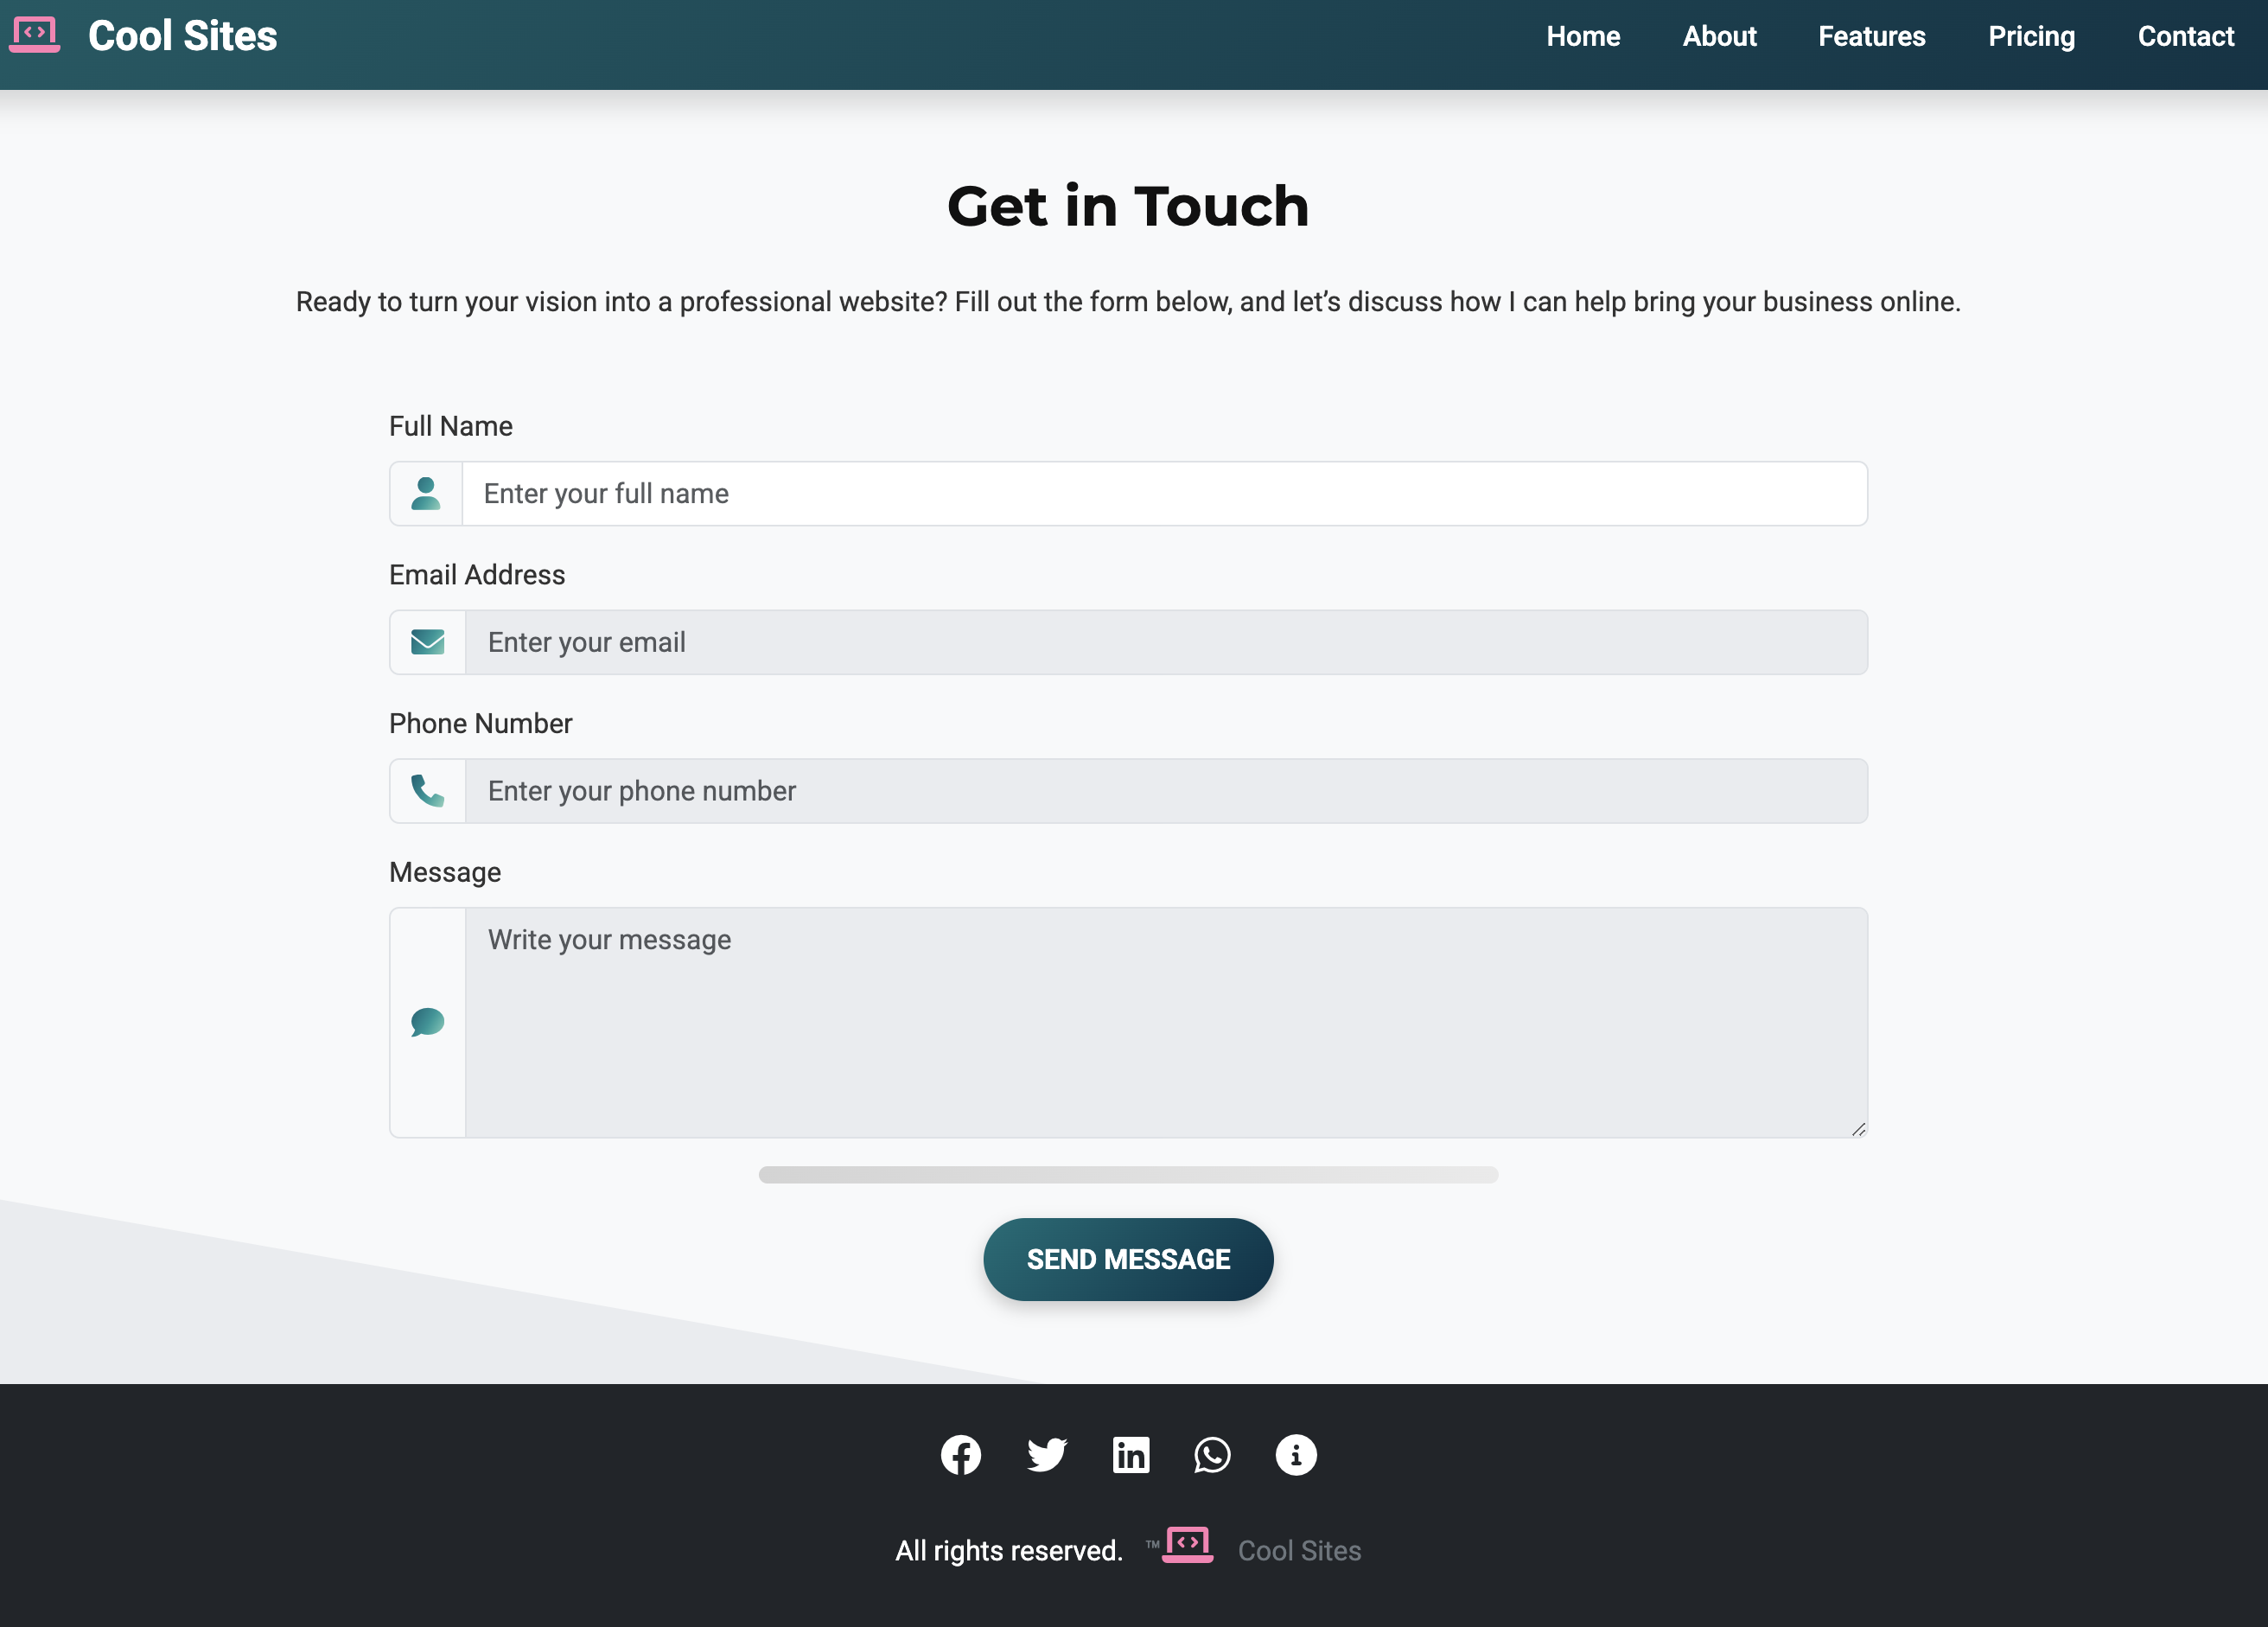 Cool Sites
Home
About
Features
Pricing
Contact
Get in Touch
Ready to turn your vision into a professional website? Fill out the form below, and let’s discuss how I can help bring your business online.
Full Name
Enter your full name
Email Address
Enter your email
Phone Number
Enter your phone number
Message
Write your message
SEND MESSAGE
All rights reserved. ™ Cool Sites